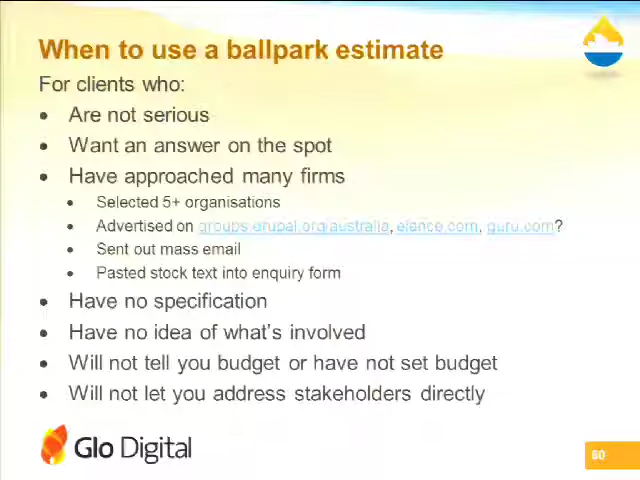 When to use a ballpark estimate
For clients who:
• Are not serious
• Want an answer on the spot
• Have approached many firms
• Selected 5+ organisations
• Advertised on groups.drupal.org/australia, elance.com, guru.com?
• Sent out mass email
• Pasted stock text into enquiry form
• Have no specification
• Have no idea of what's involved
• Will not tell you budget or have not set budget
• Will not let you address stakeholders directly
Glo Digital
60